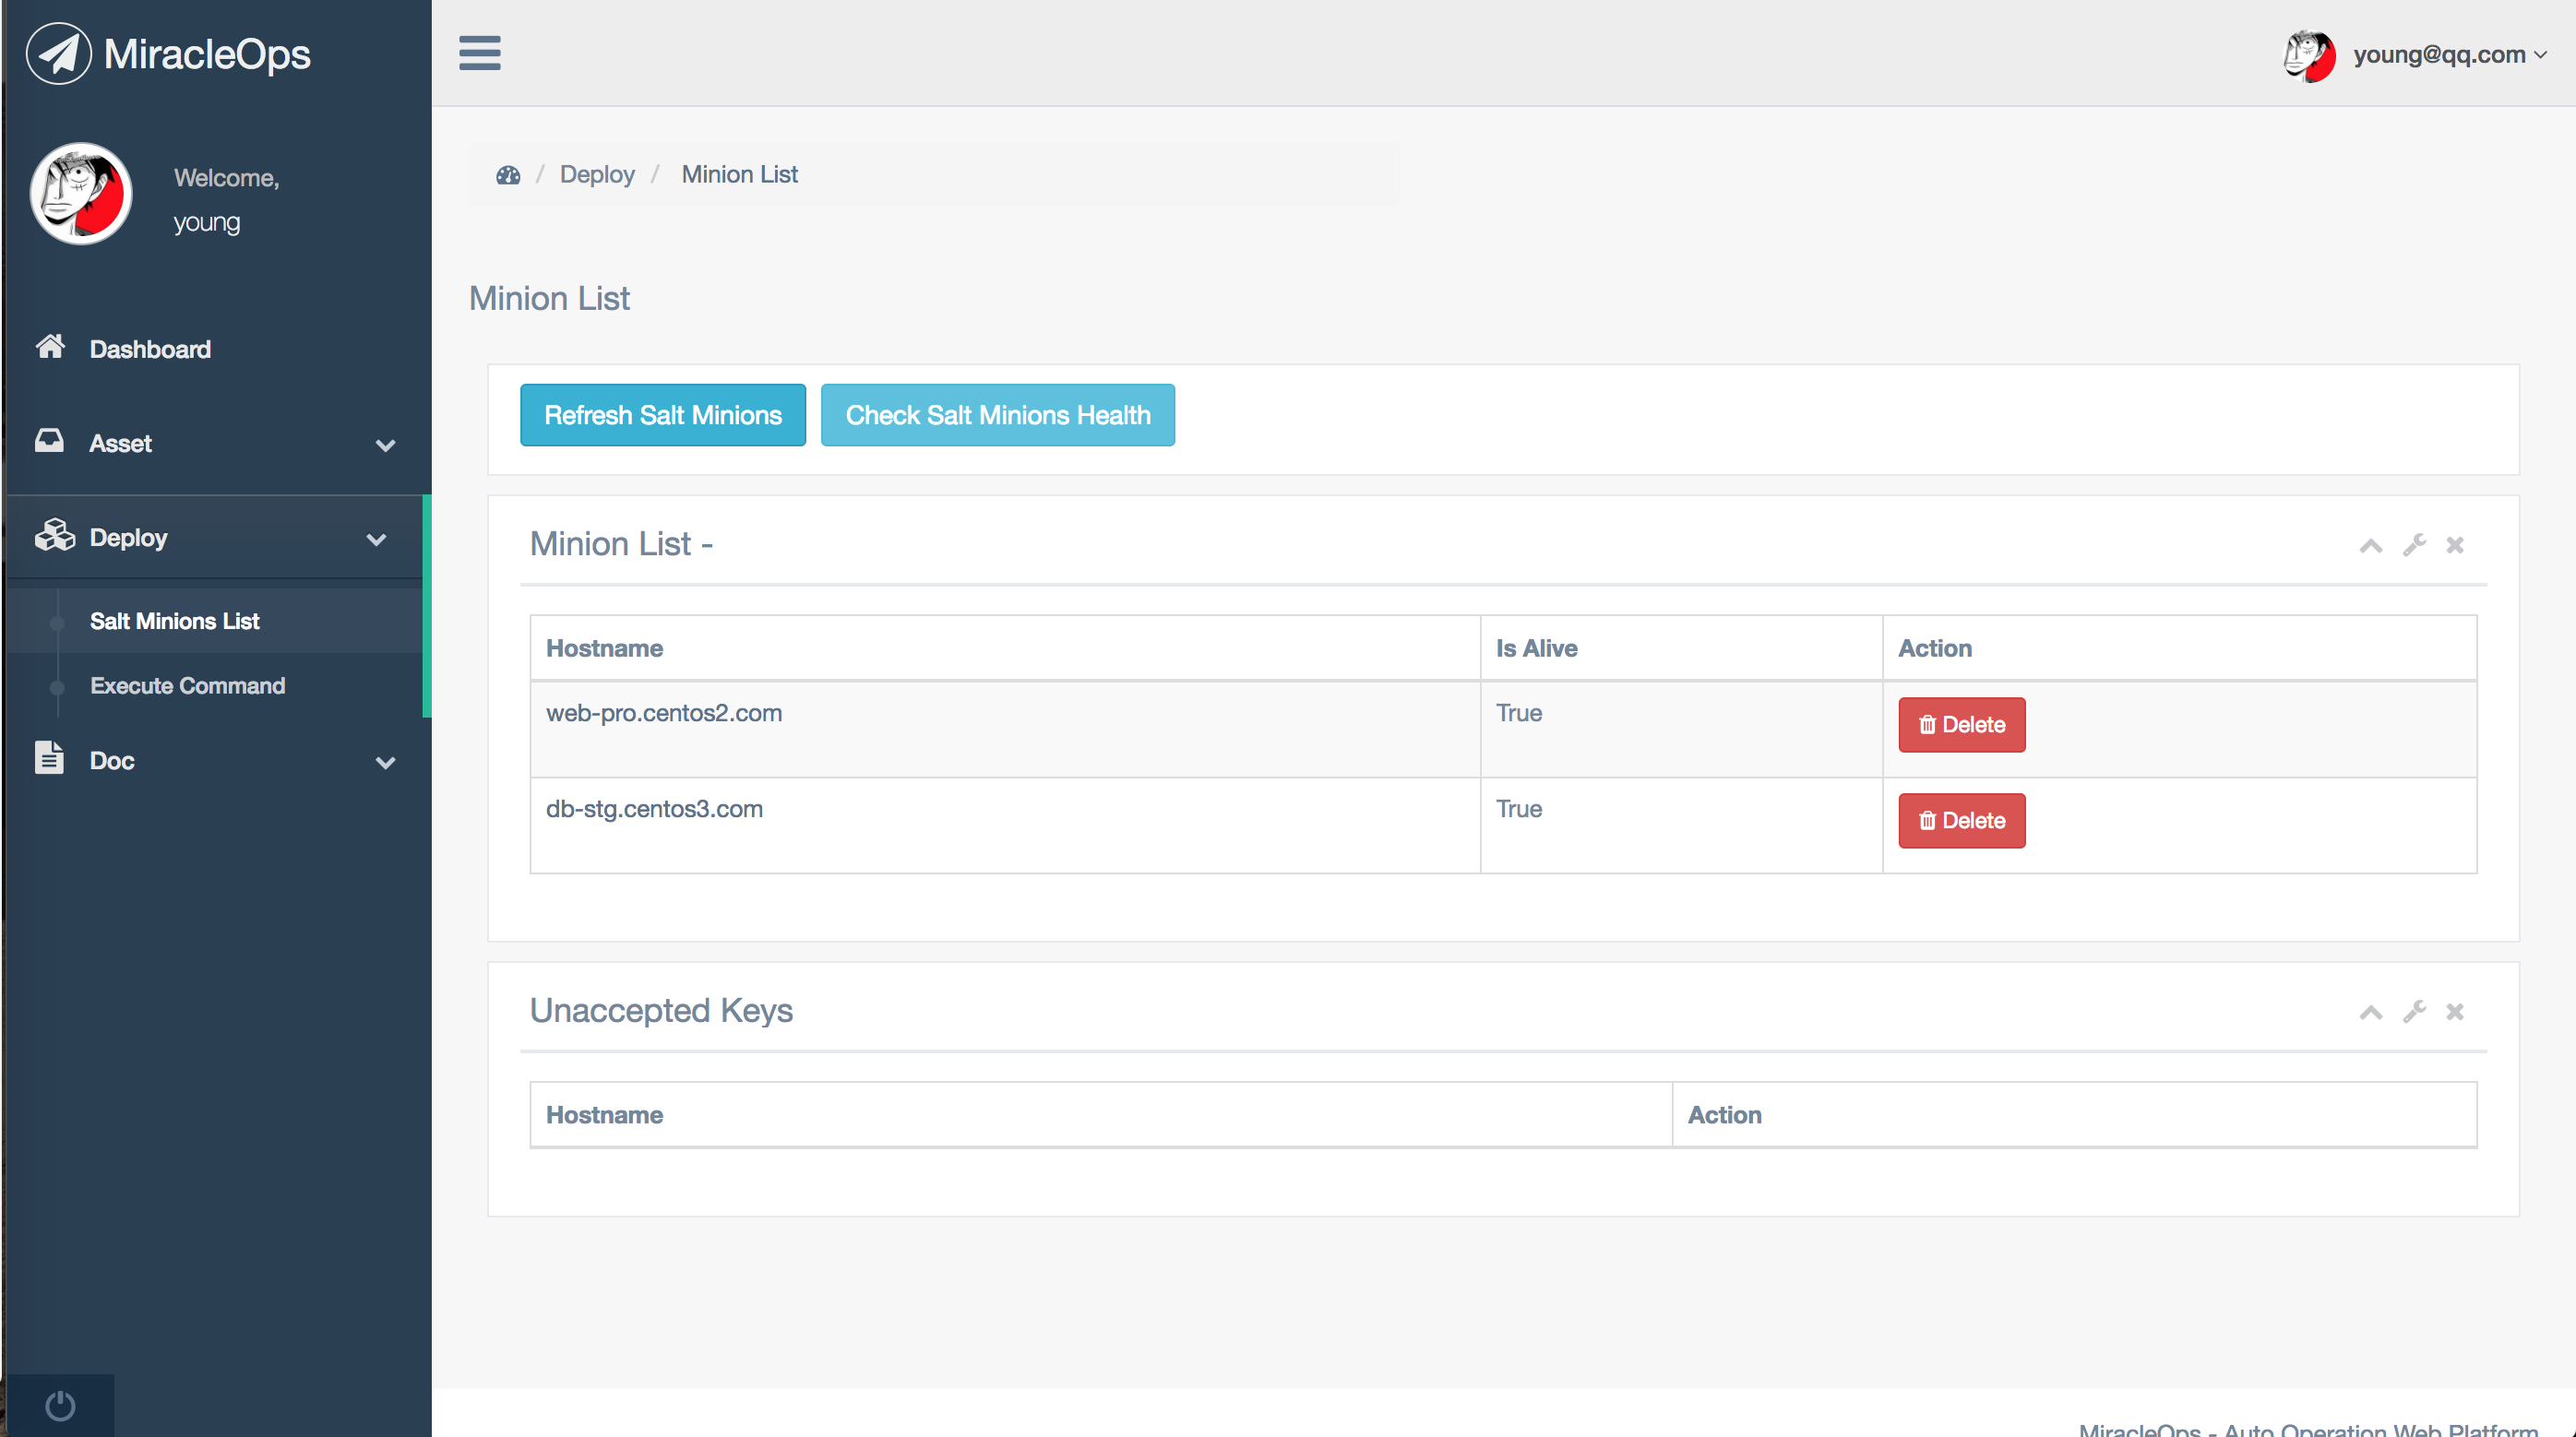 MiracleOps
young@qq.com
Welcome,
young
/ Deploy / Minion List
Minion List
Dashboard
Asset
Deploy
Salt Minions List
Execute Command
Doc
Refresh Salt Minions
Check Salt Minions Health
Minion List -
Hostname Is Alive Action
web-pro.centos2.com True Delete
db-stg.centos3.com True Delete
Unaccepted Keys
Hostname Action
MiracleOps - Auto Operation Web Platform